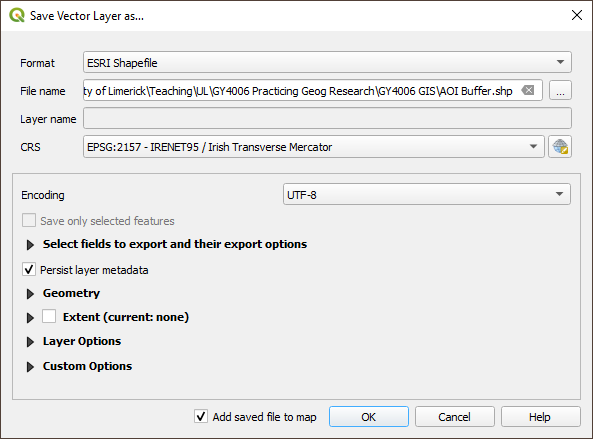 Save Vector Layer as...
Format ESRI Shapefile
File name ty of Limerick\Teaching\UL\GY4006 Practicing Geog Research\GY4006 GIS\AOI Buffer.shp ...
Layer name
CRS EPSG:2157 - IRENET95 / Irish Transverse Mercator
Encoding UTF-8
Save only selected features
Select fields to export and their export options
Persist layer metadata
Geometry
Extent (current: none)
Layer Options
Custom Options
Add saved file to map OK Cancel Help